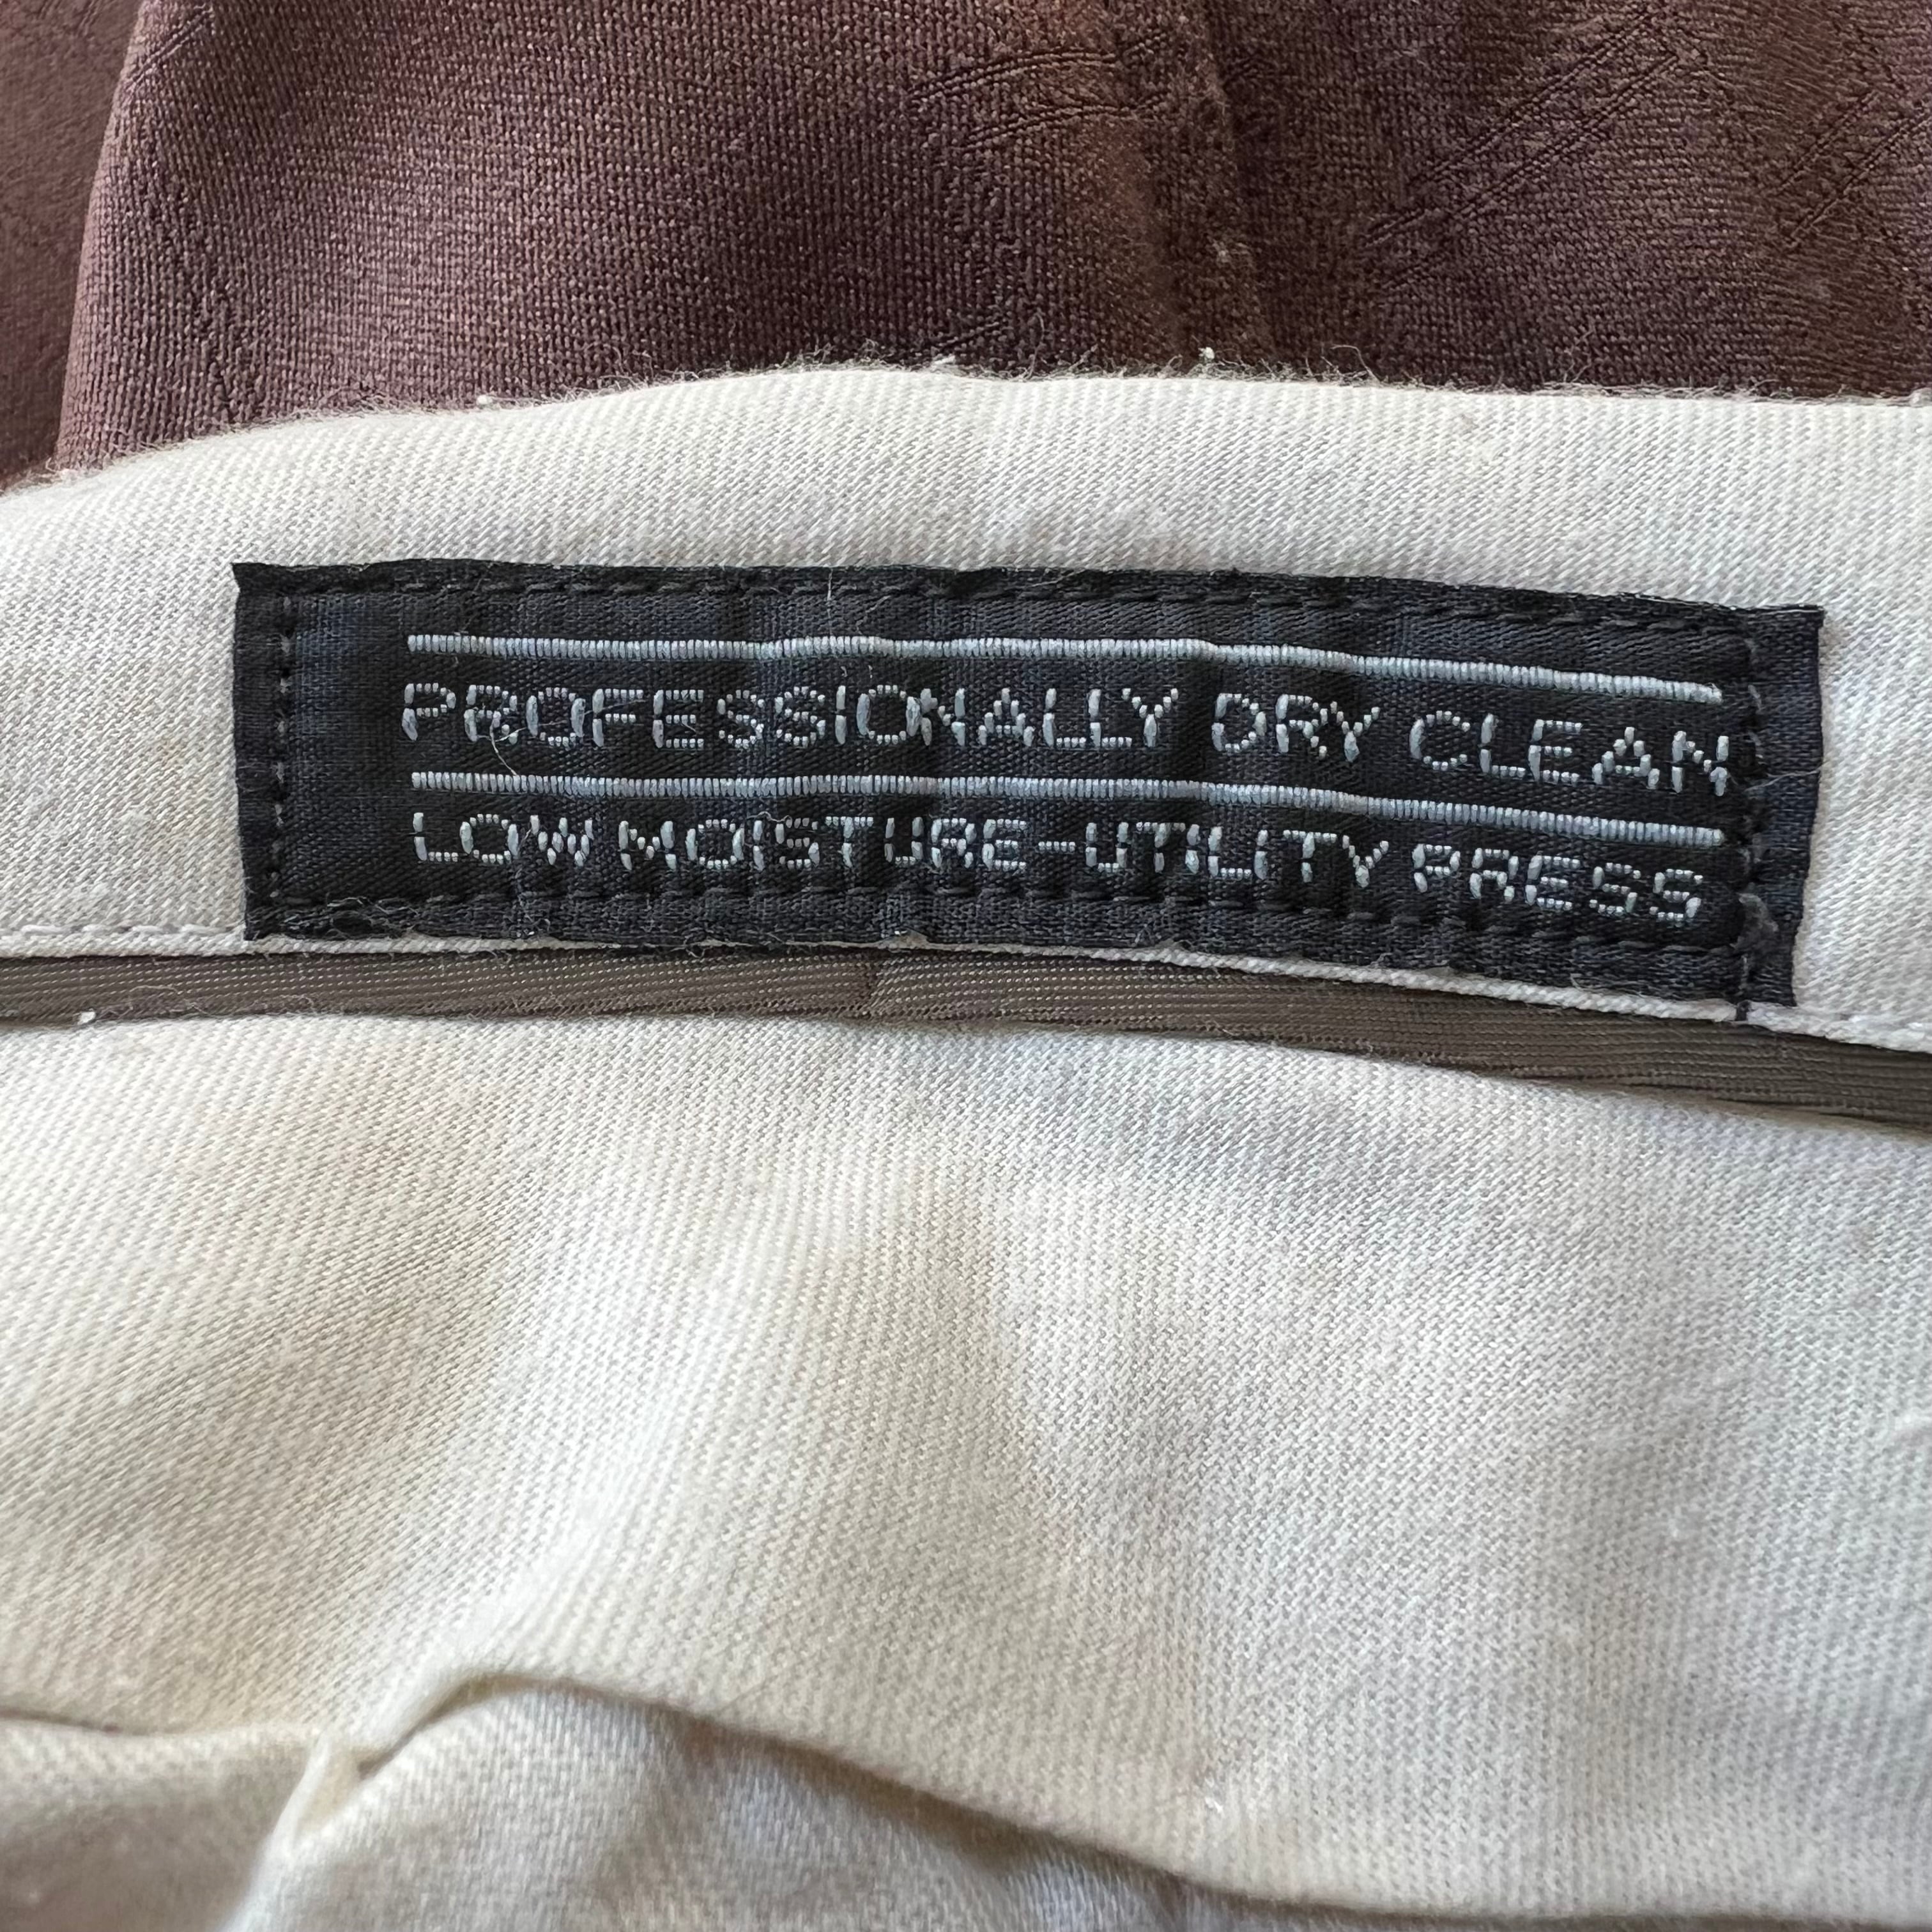 PROFESSIONALLY DRY CLEAN
LOW MOISTURE-UTILITY PRESS